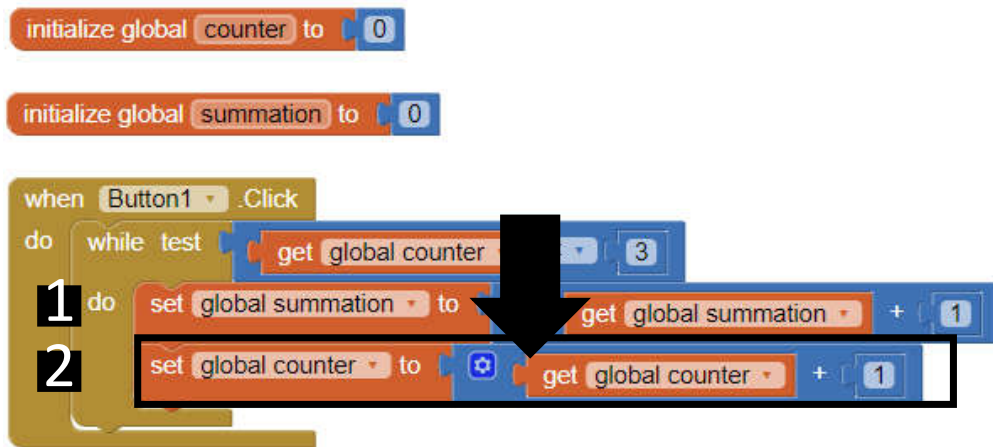 initialize global counter to 0
initialize global summation to 0
when Button1 .Click
do while test get global counter 3
1 do set global summation to get global summation + 1
2 set global counter to get global counter + 1